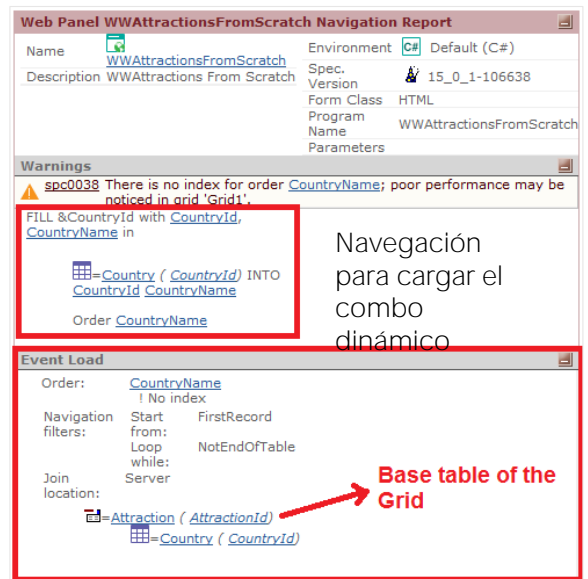 Web Panel WWAttractionsFromScratch Navigation Report
Name
WWAttractionsFromScratch
Description WWAttractions From Scratch
Environment C# Default (C#)
Spec. Version 15_0_1-106638
Form Class HTML
Program Name WWAttractionsFromScratch
Parameters
Warnings
spc0038 There is no index for order CountryName; poor performance may be
noticed in grid 'Grid1'.
FILL &CountryId with CountryId,
CountryName in
=Country ( CountryId) INTO
CountryId CountryName
Order CountryName
Navegación
para cargar el
combo
dinámico
Event Load
Order: CountryName
! No index
Navigation filters: Start from: FirstRecord
Loop while: NotEndOfTable
Join location: Server
=Attraction ( AttractionId)
=Country ( CountryId)
Base table of the
Grid